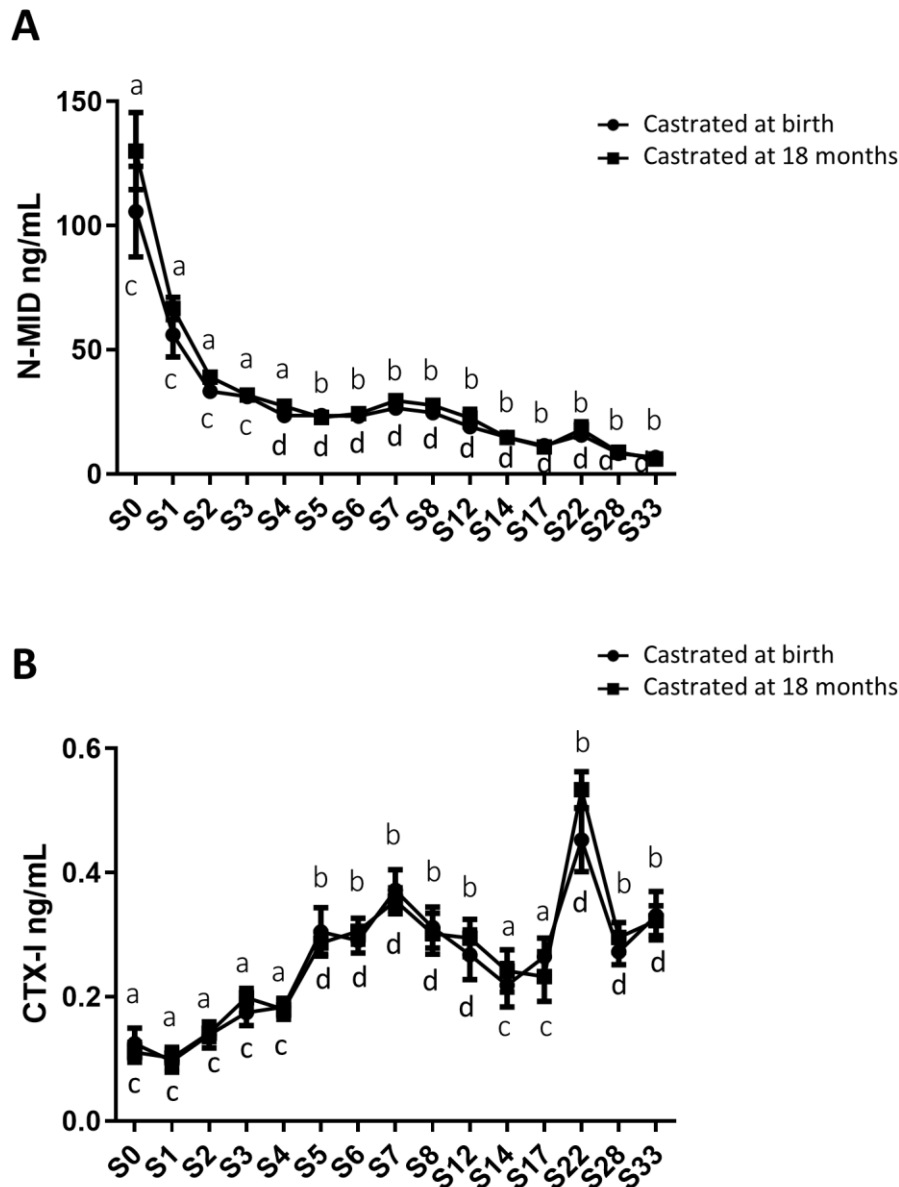 A
a
150
Castrated at birth
Castrated at 18 months
100
c
a
50
c
a
a
a
b
b
b
b
b
b
b
b
b
b
c
c
d
d
d
d
d
d
d
d
d
d
d
0
N-MID ng/mL
S0 S1 S2 S3 S4 S5 S6 S7 S8 S12 S14 S17 S22 S28 S33
B
Castrated at birth
Castrated at 18 months
0.6
b
b
b
b
b
b
0.4
b
b
b
a
a
a
a
a
a
a
d
d
d
d
d
d
d
d
0.2
c
c
c
c
c
c
c
0.0
CTX-I ng/mL
S0 S1 S2 S3 S4 S5 S6 S7 S8 S12 S14 S17 S22 S28 S33